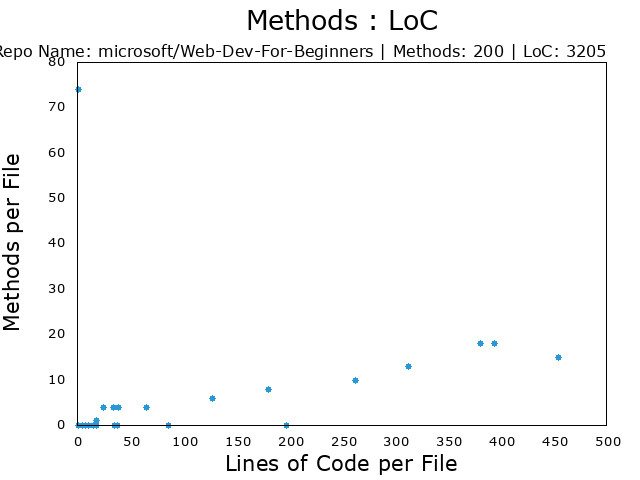 Methods : LoC
Repo Name: microsoft/Web-Dev-For-Beginners | Methods: 200 | LoC: 3205
80
70
60
50
40
30
20
10
0
Methods per File
0 50 100 150 200 250 300 350 400 450 500
Lines of Code per File